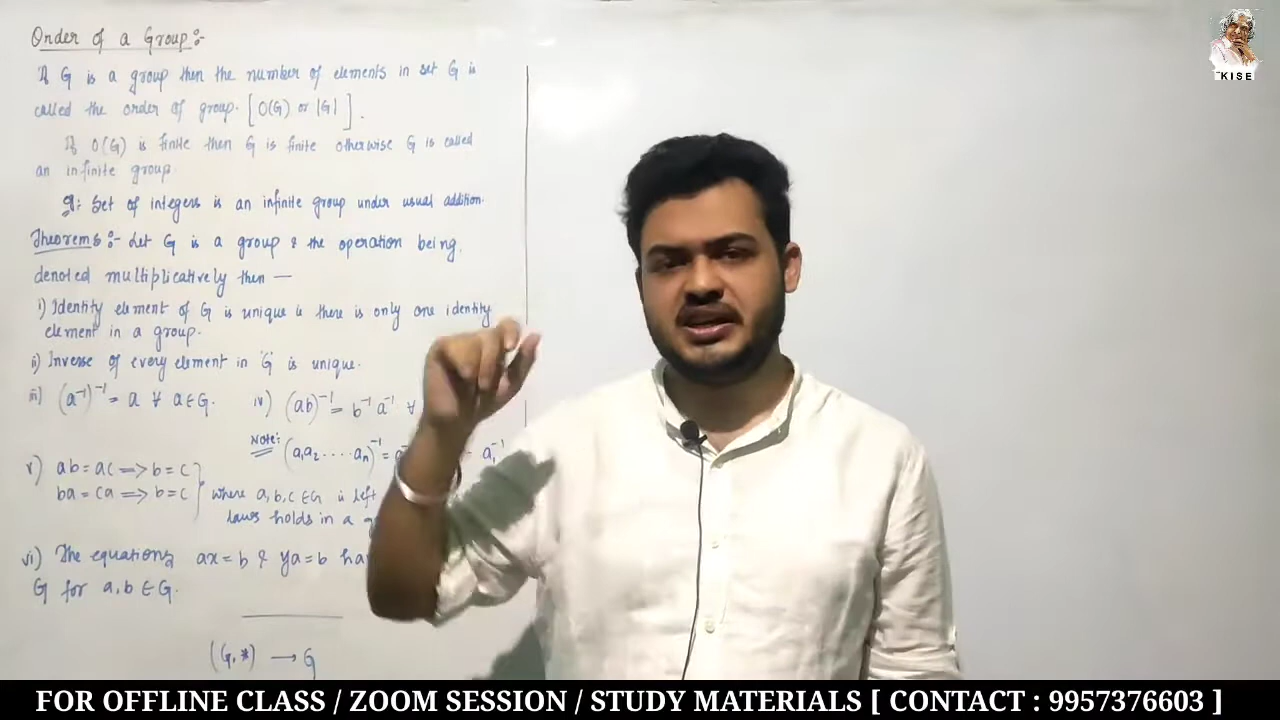 Order of a Group :-
If G is a group then the number of elements in set G is
called the order of group. [ O(G) or |G| ].
If O(G) is finite then G is finite otherwise G is called
an infinite group
eg: Set of integers is an infinite group under usual addition.
Theorems :- Let G is a group & the operation being
denoted multiplicatively then —
i) Identity element of G is unique ie there is only one identity
element in a group.
ii) Inverse of every element in 'G' is unique.
iii) (a⁻¹)⁻¹ = a ∀ a∈G. iv) (ab)⁻¹ = b⁻¹ a⁻¹ ∀
Note: (a₁a₂.....aₙ)⁻¹ = a₁⁻¹
v) ab = ac ⟹ b = c
ba = ca ⟹ b = c } where a,b,c ∈ G ie left
laws holds in a
vi) The equations ax = b & ya = b
G for a,b ∈ G.
(G,*) ⟶ G
KISE
FOR OFFLINE CLASS / ZOOM SESSION / STUDY MATERIALS [ CONTACT : 9957376603 ]